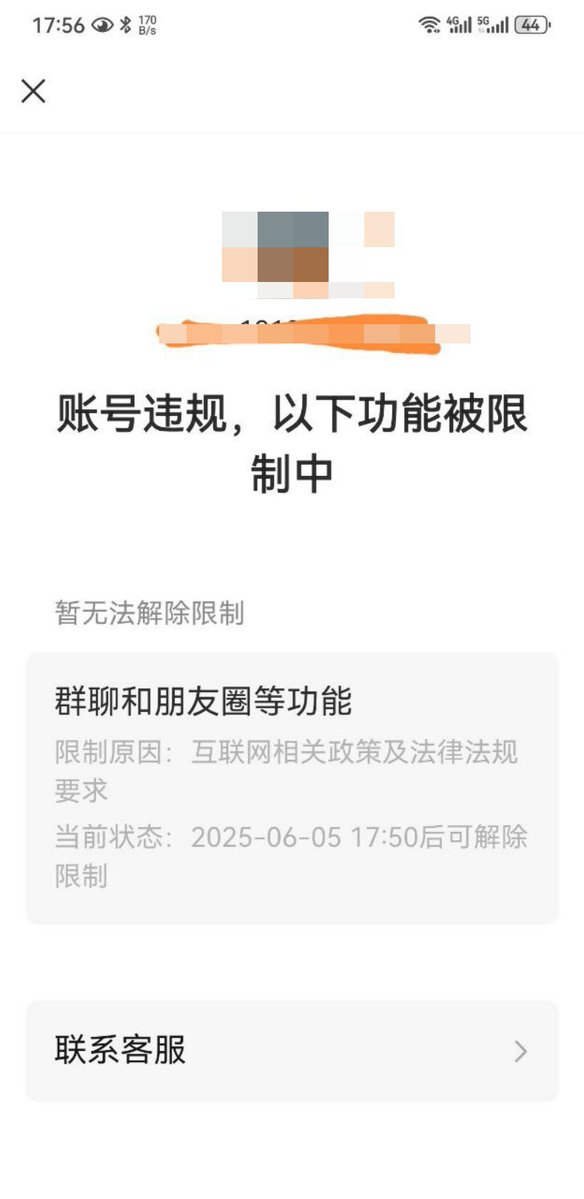 17:56 170 B/s 4G 5G 44
账号违规，以下功能被限
制中
暂无法解除限制
群聊和朋友圈等功能
限制原因：互联网相关政策及法律法规
要求
当前状态：2025-06-05 17:50后可解除
限制
联系客服